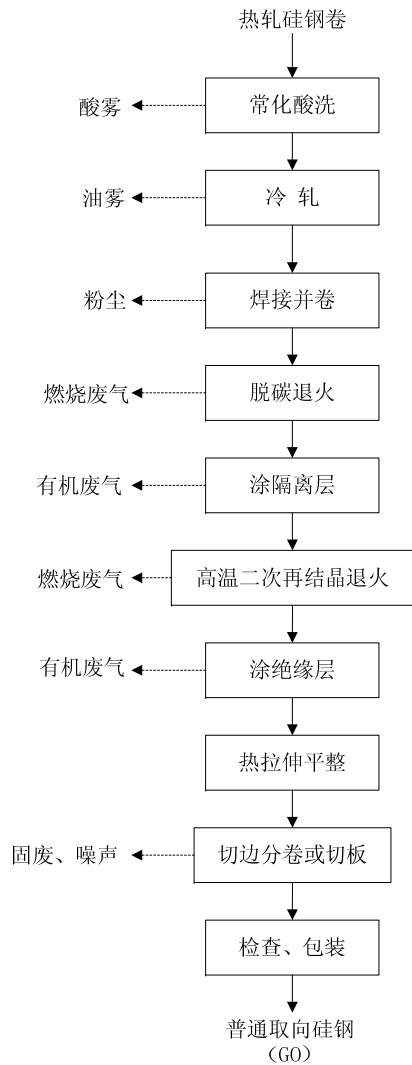 热轧硅钢卷
酸雾
常化酸洗
油雾
冷 轧
粉尘
焊接并卷
燃烧废气
脱碳退火
有机废气
涂隔离层
燃烧废气
高温二次再结晶退火
有机废气
涂绝缘层
热拉伸平整
固废、噪声
切边分卷或切板
检查、包装
普通取向硅钢
（GO）